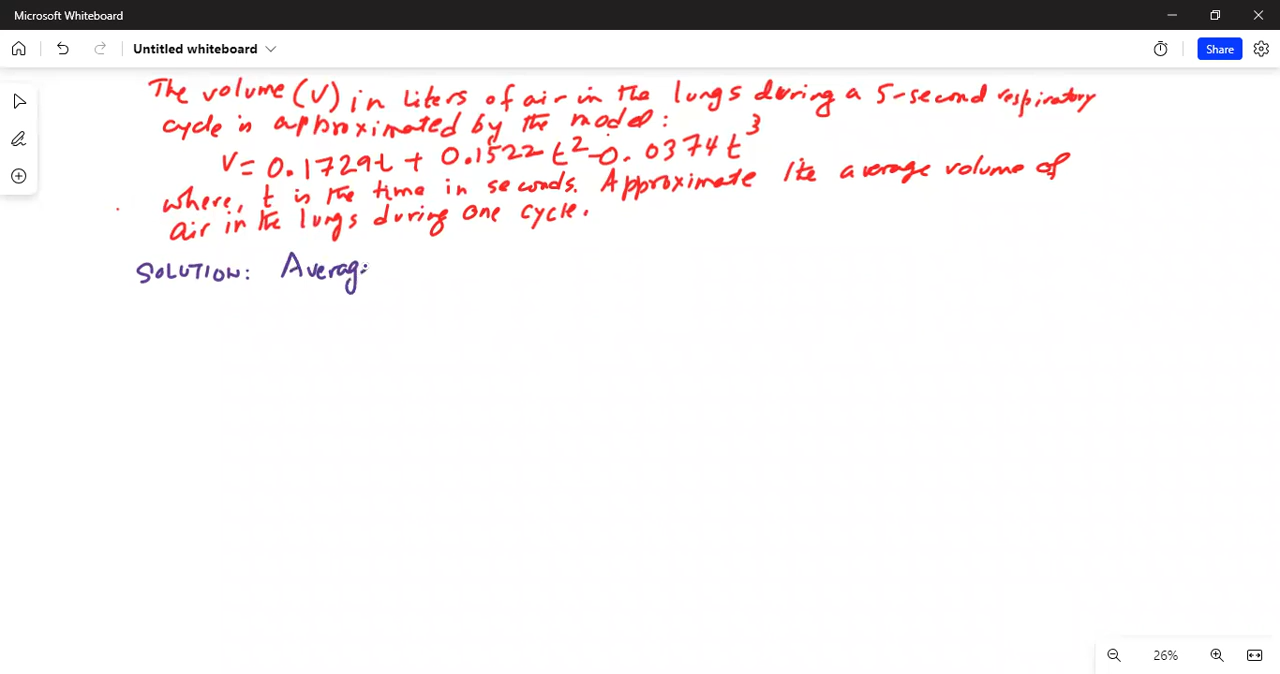 Microsoft Whiteboard
Untitled whiteboard
Share
The volume (V) in liters of air in the lungs during a 5-second respiratory
cycle is approximated by the model:
V = 0.1729t + 0.1522t² - 0.0374t³
where, t is the time in seconds. Approximate the average volume of
air in the lungs during one cycle.
SOLUTION: Averag
26%